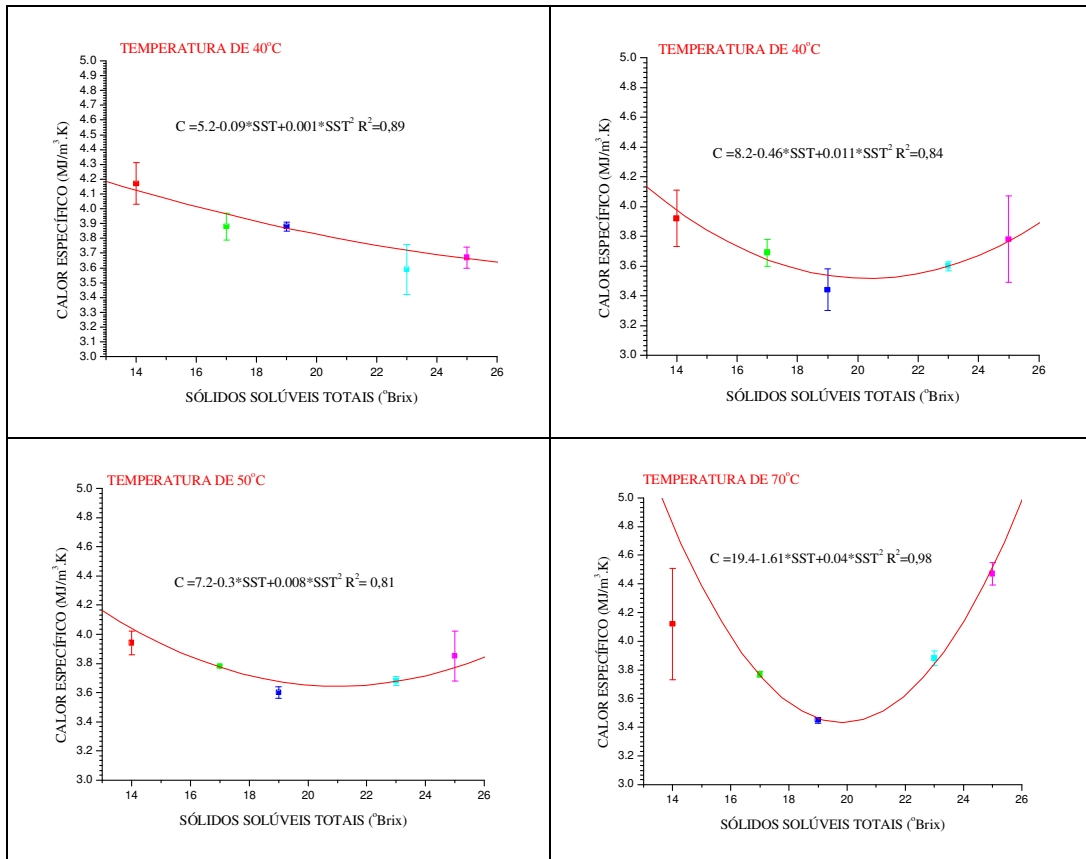 TEMPERATURA DE 40°C
CALOR ESPECÍFICO (MJ/m³.K)
5.0
4.9
4.8
4.7
4.6
4.5
4.4
4.3
4.2
4.1
4.0
3.9
3.8
3.7
3.6
3.5
3.4
3.3
3.2
3.1
3.0
C =5.2-0.09*SST+0.001*SST² R²=0,89
14 16 18 20 22 24 26
SÓLIDOS SOLÚVEIS TOTAIS (°Brix)
TEMPERATURA DE 40°C
CALOR ESPECÍFICO (MJ/m³.K)
5.0
4.8
4.6
4.4
4.2
4.0
3.8
3.6
3.4
3.2
3.0
C =8.2-0.46*SST+0.011*SST² R²=0,84
14 16 18 20 22 24 26
SÓLIDOS SOLÚVEIS TOTAIS (°Brix)
TEMPERATURA DE 50°C
CALOR ESPECÍFICO (MJ/m³.K)
5.0
4.8
4.6
4.4
4.2
4.0
3.8
3.6
3.4
3.2
3.0
C =7.2-0.3*SST+0.008*SST² R²= 0,81
14 16 18 20 22 24 26
SÓLIDOS SOLÚVEIS TOTAIS (°Brix)
TEMPERATURA DE 70°C
CALOR ESPECÍFICO (MJ/m³.K)
5.0
4.8
4.6
4.4
4.2
4.0
3.8
3.6
3.4
3.2
3.0
C =19.4-1.61*SST+0.04*SST² R²=0,98
14 16 18 20 22 24 26
SÓLIDOS SOLÚVEIS TOTAIS (°Brix)